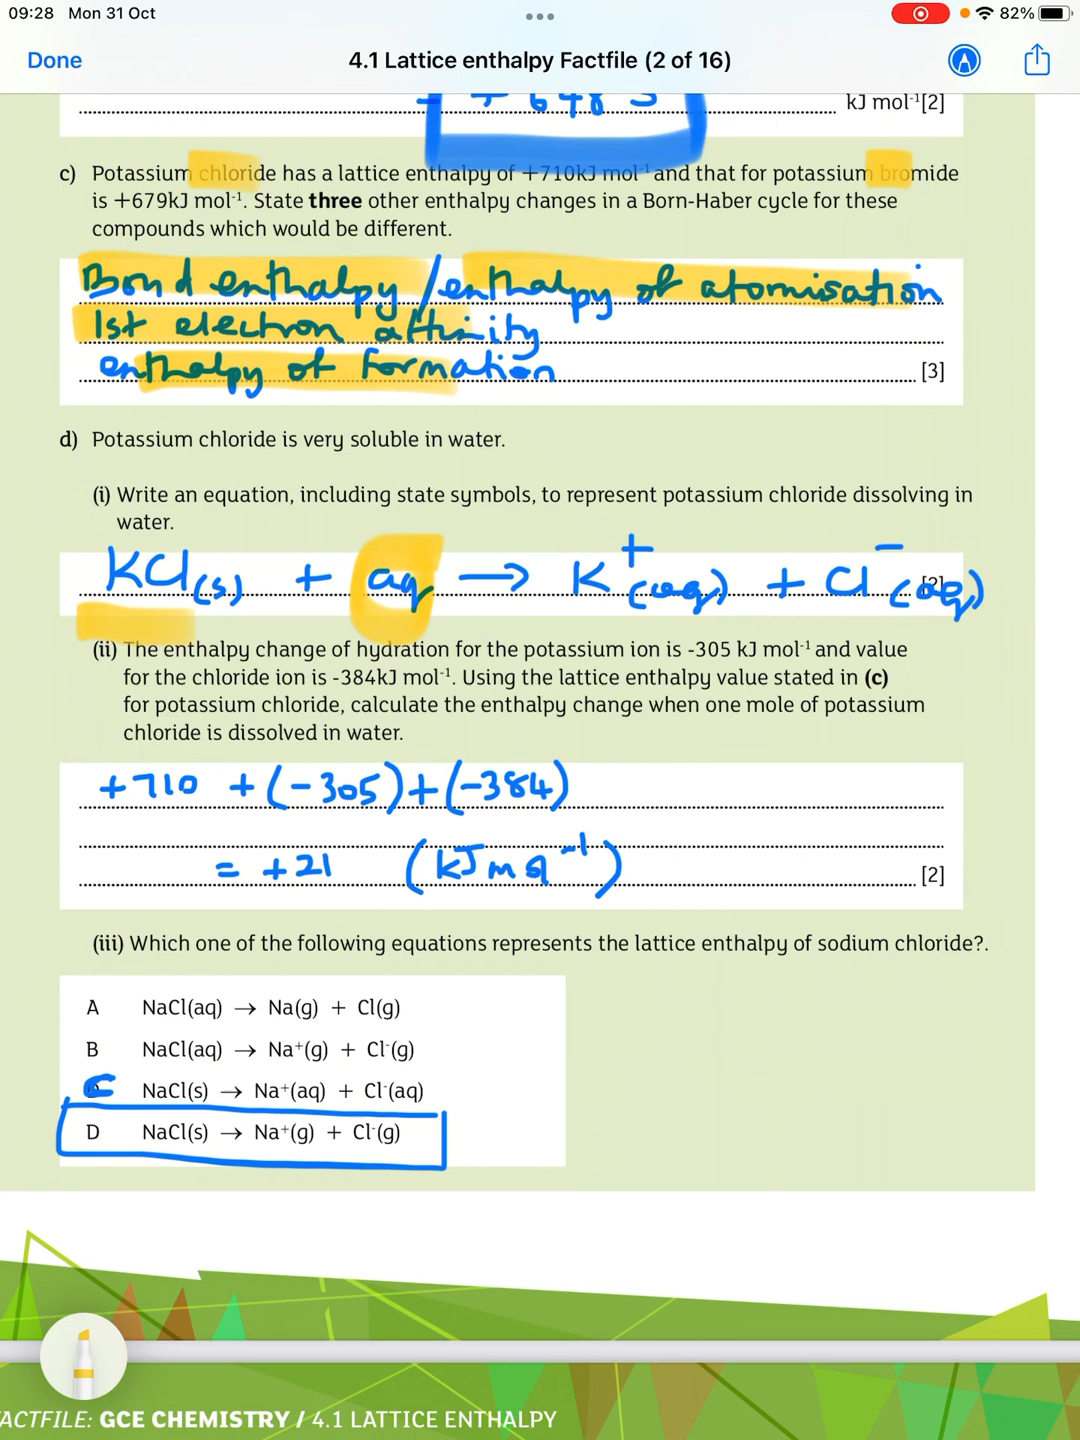 09:28 Mon 31 Oct
82%
Done
4.1 Lattice enthalpy Factfile (2 of 16)
kJ mol⁻¹[2]
c) Potassium chloride has a lattice enthalpy of +710kJ mol⁻¹ and that for potassium bromide
is +679kJ mol⁻¹. State three other enthalpy changes in a Born-Haber cycle for these
compounds which would be different.
Bond enthalpy / enthalpy of atomisation
1st electron affinity
enthalpy of formation
[3]
d) Potassium chloride is very soluble in water.
(i) Write an equation, including state symbols, to represent potassium chloride dissolving in
water.
KCl(s) + aq → K⁺(aq) + Cl⁻(aq)
[2]
(ii) The enthalpy change of hydration for the potassium ion is -305 kJ mol⁻¹ and value
for the chloride ion is -384kJ mol⁻¹. Using the lattice enthalpy value stated in (c)
for potassium chloride, calculate the enthalpy change when one mole of potassium
chloride is dissolved in water.
+710 + (-305) + (-384)
= +21 (kJ mol⁻¹)
[2]
(iii) Which one of the following equations represents the lattice enthalpy of sodium chloride?.
A NaCl(aq) → Na(g) + Cl(g)
B NaCl(aq) → Na⁺(g) + Cl⁻(g)
C NaCl(s) → Na⁺(aq) + Cl⁻(aq)
D NaCl(s) → Na⁺(g) + Cl⁻(g)
ACTFILE: GCE CHEMISTRY / 4.1 LATTICE ENTHALPY